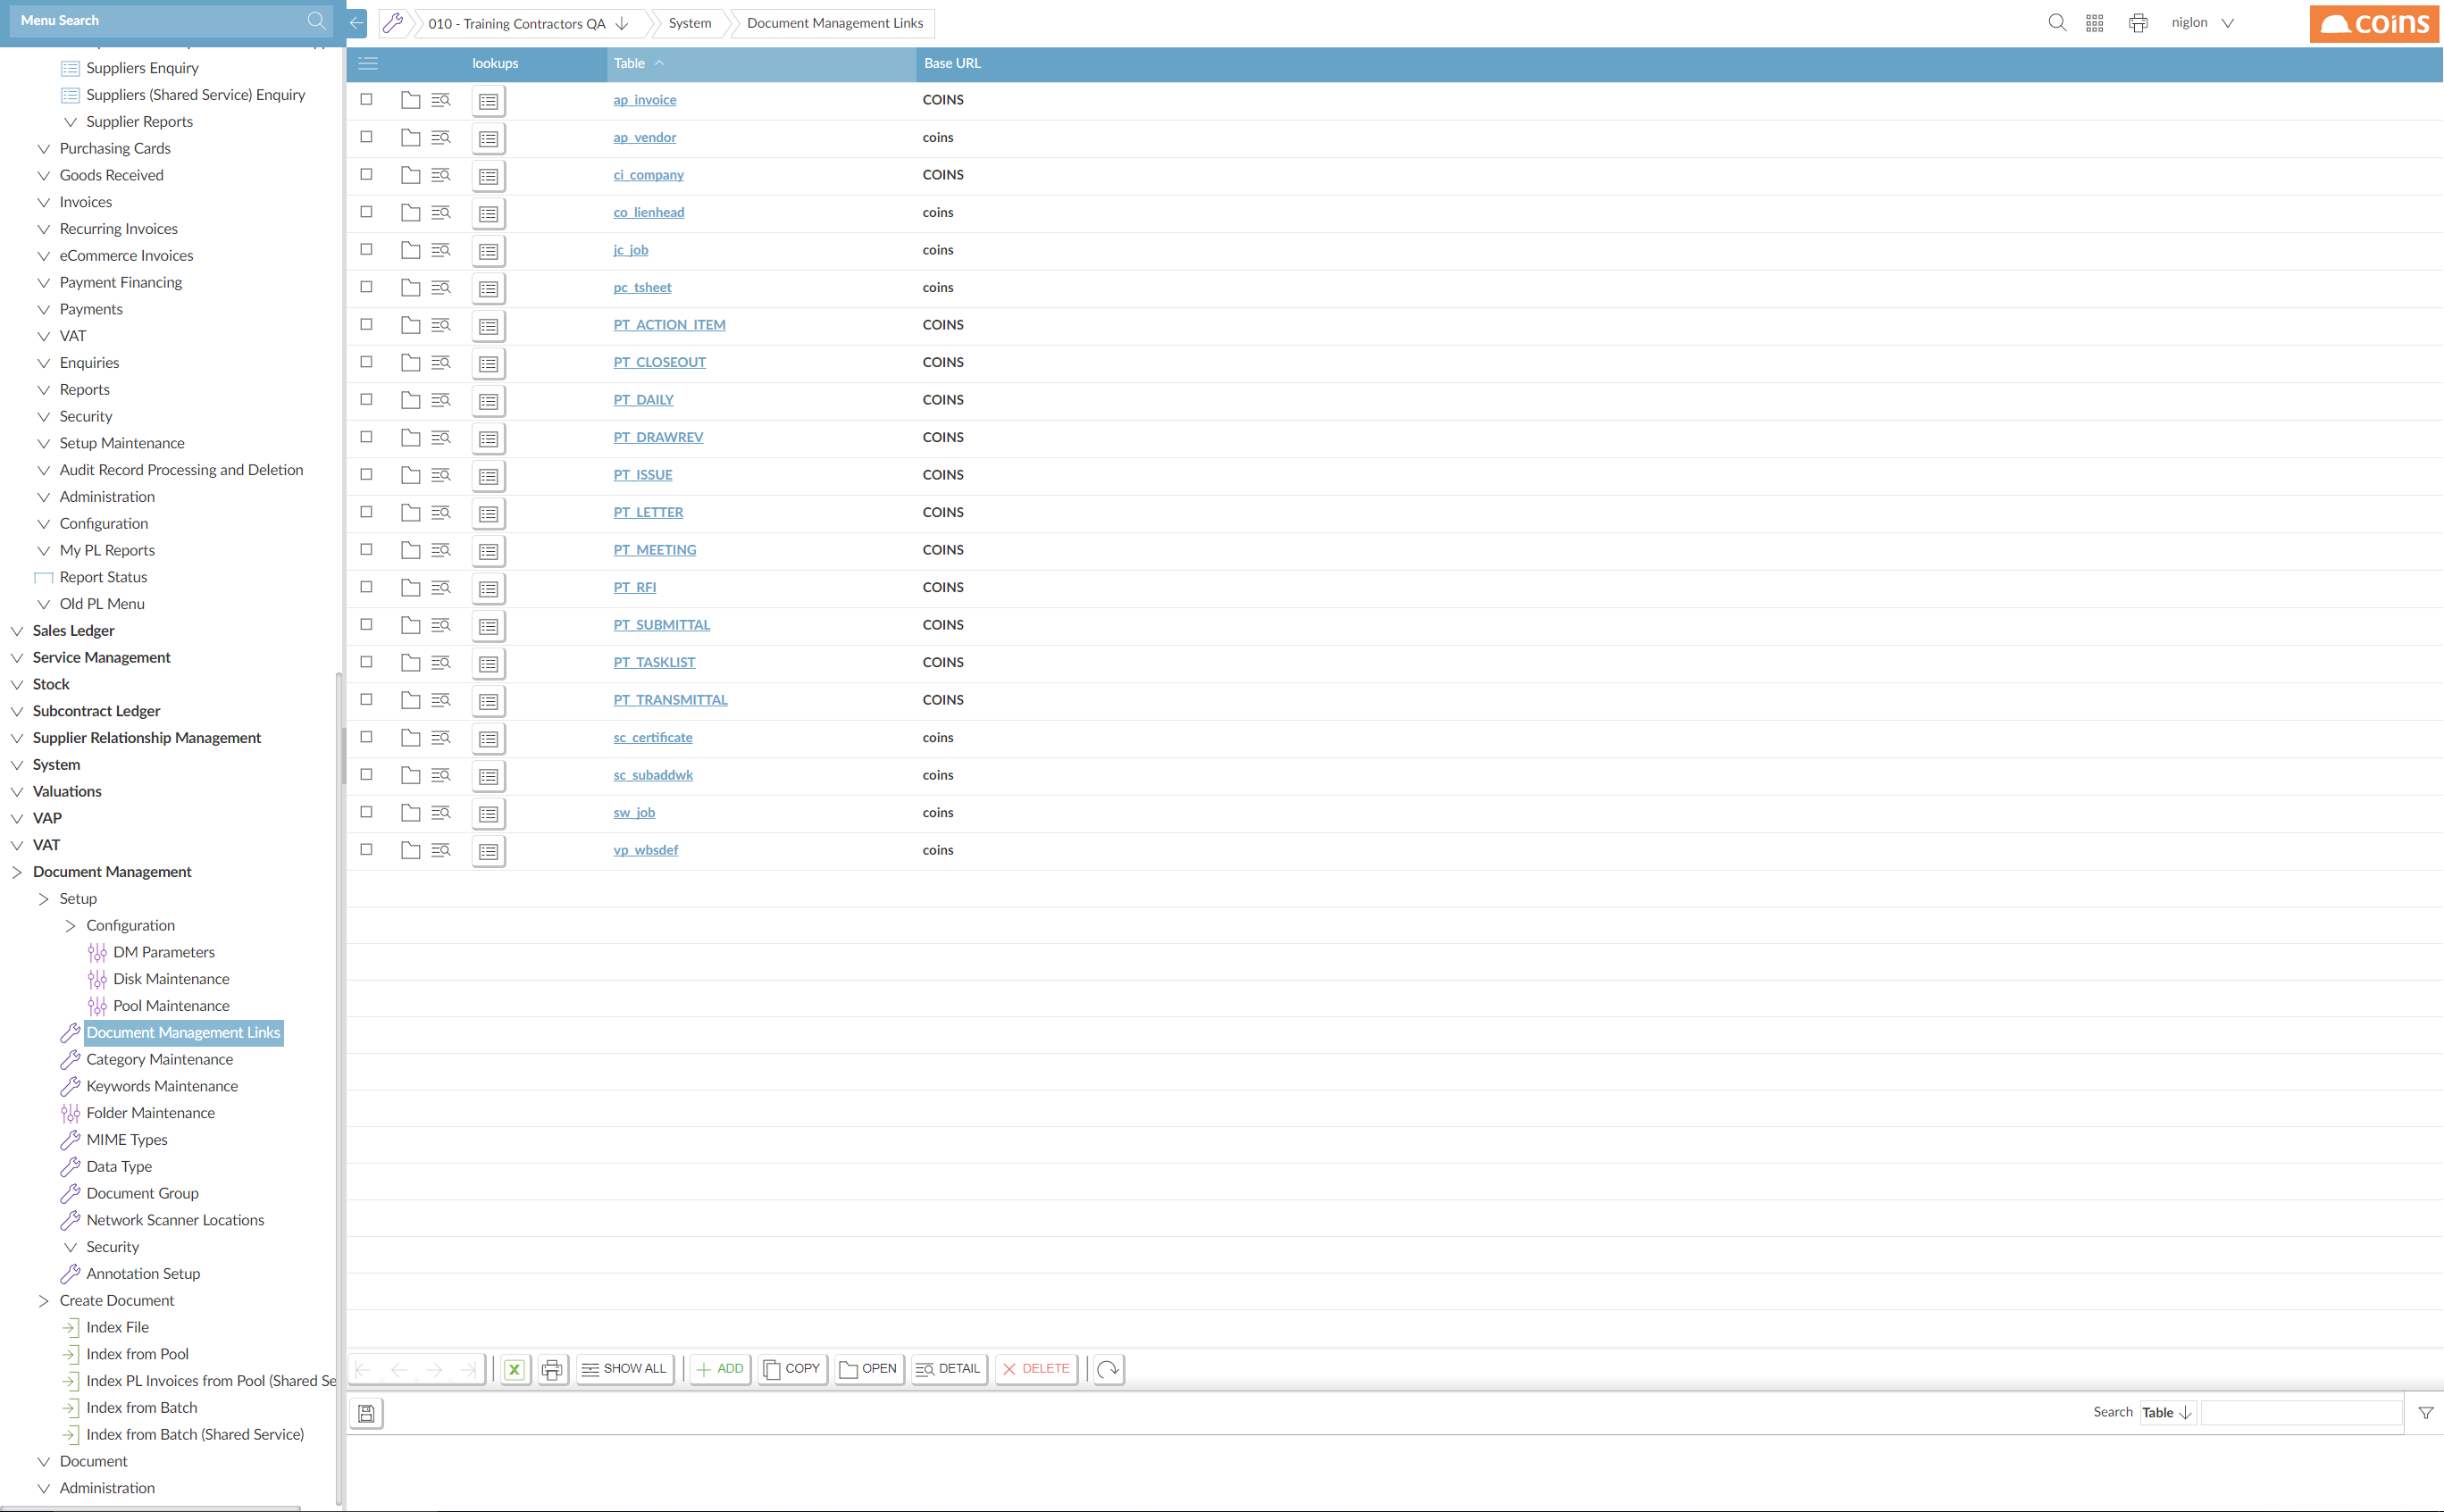 Menu Search
010 - Training Contractors QA
System
Document Management Links
niglon
coins
Suppliers Enquiry
Suppliers (Shared Service) Enquiry
Supplier Reports
Purchasing Cards
Goods Received
Invoices
Recurring Invoices
eCommerce Invoices
Payment Financing
Payments
VAT
Enquiries
Reports
Security
Setup Maintenance
Audit Record Processing and Deletion
Administration
Configuration
My PL Reports
Report Status
Old PL Menu
Sales Ledger
Service Management
Stock
Subcontract Ledger
Supplier Relationship Management
System
Valuations
VAP
VAT
Document Management
Setup
Configuration
DM Parameters
Disk Maintenance
Pool Maintenance
Document Management Links
Category Maintenance
Keywords Maintenance
Folder Maintenance
MIME Types
Data Type
Document Group
Network Scanner Locations
Security
Annotation Setup
Create Document
Index File
Index from Pool
Index PL Invoices from Pool (Shared Se
Index from Batch
Index from Batch (Shared Service)
Document
Administration
lookups Table Base URL
ap_invoice COINS
ap_vendor coins
ci_company COINS
co_lienhead coins
jc_job coins
pc_tsheet coins
PT_ACTION_ITEM COINS
PT_CLOSEOUT COINS
PT_DAILY COINS
PT_DRAWREV COINS
PT_ISSUE COINS
PT_LETTER COINS
PT_MEETING COINS
PT_RFI COINS
PT_SUBMITTAL COINS
PT_TASKLIST COINS
PT_TRANSMITTAL COINS
sc_certificate coins
sc_subaddwk coins
sw_job coins
vp_wbsdef coins
SHOW ALL ADD COPY OPEN DETAIL DELETE
Search Table